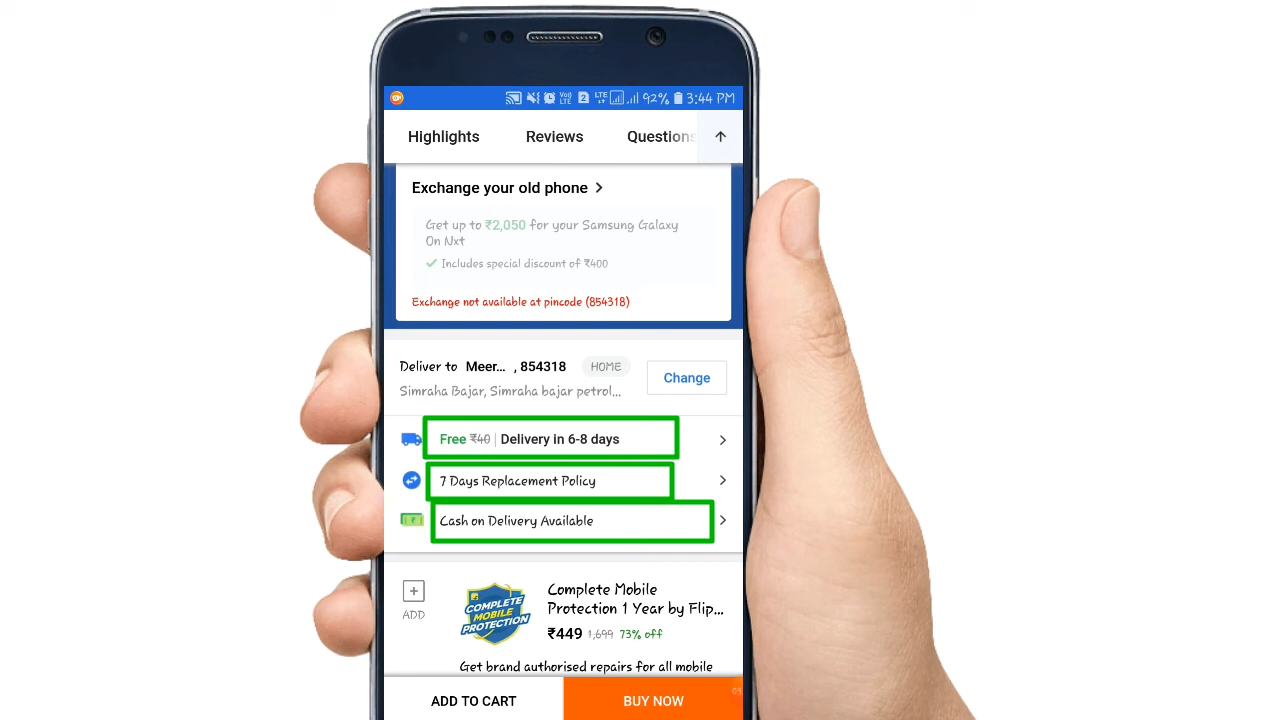 Vo) LTE 2 LTE 92% 3:44 PM
Highlights Reviews Questions
Exchange your old phone
Get up to ₹2,050 for your Samsung Galaxy
On Nxt
Includes special discount of ₹400
Exchange not available at pincode (854318)
Deliver to Meer... , 854318 HOME
Change
Simraha Bajar, Simraha bajar petrol...
Free ₹40 | Delivery in 6-8 days
7 Days Replacement Policy
Cash on Delivery Available
ADD
COMPLETE
MOBILE
PROTECTION
Complete Mobile
Protection 1 Year by Flip...
₹449 1,699 73% off
Get brand authorised repairs for all mobile
ADD TO CART BUY NOW